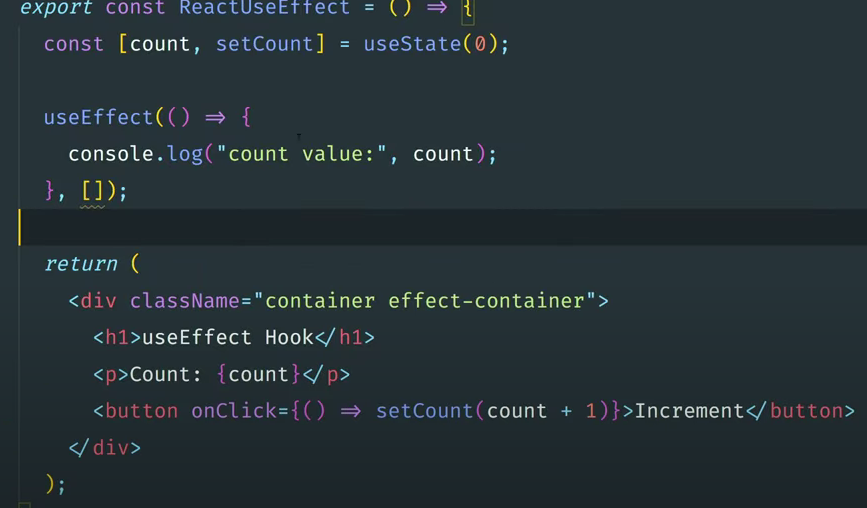 export const ReactUseEffect = () => {
const [count, setCount] = useState(0);
useEffect(() => {
console.log("count value:", count);
}, []);
return (
<div className="container effect-container">
<h1>useEffect Hook</h1>
<p>Count: {count}</p>
<button onClick={() => setCount(count + 1)}>Increment</button>
</div>
);